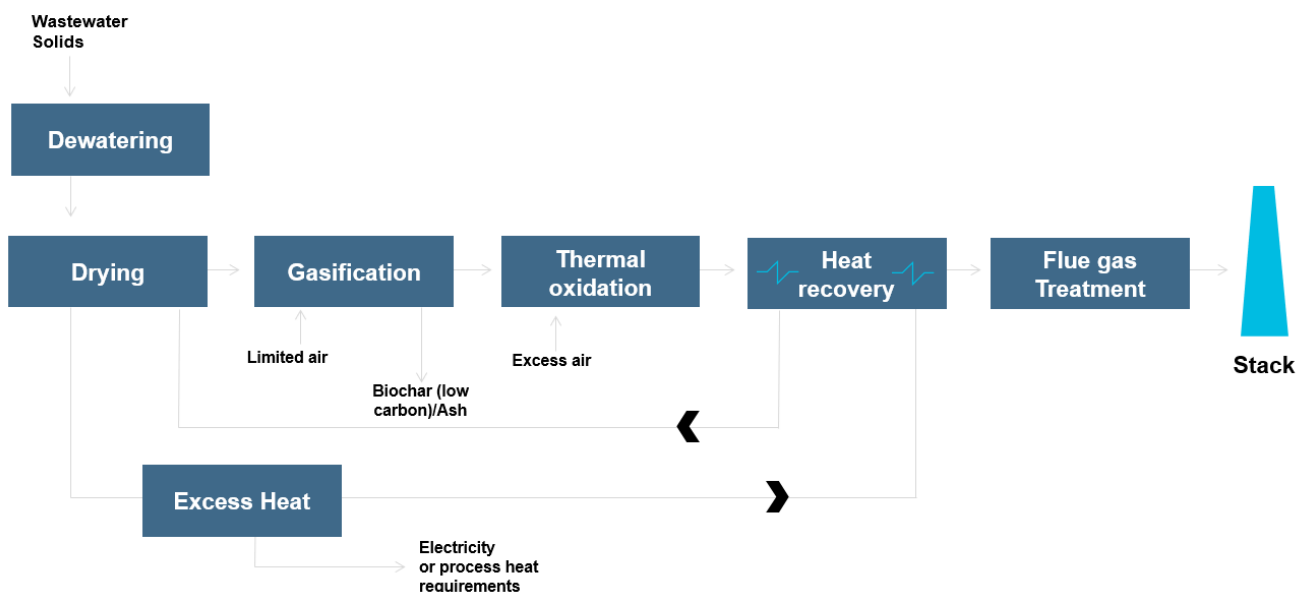 Wastewater
Solids
Dewatering
Drying
Gasification
Thermal
oxidation
Heat
recovery
Flue gas
Treatment
Stack
Limited air
Excess air
Biochar (low
carbon)/Ash
Excess Heat
Electricity
or process heat
requirements